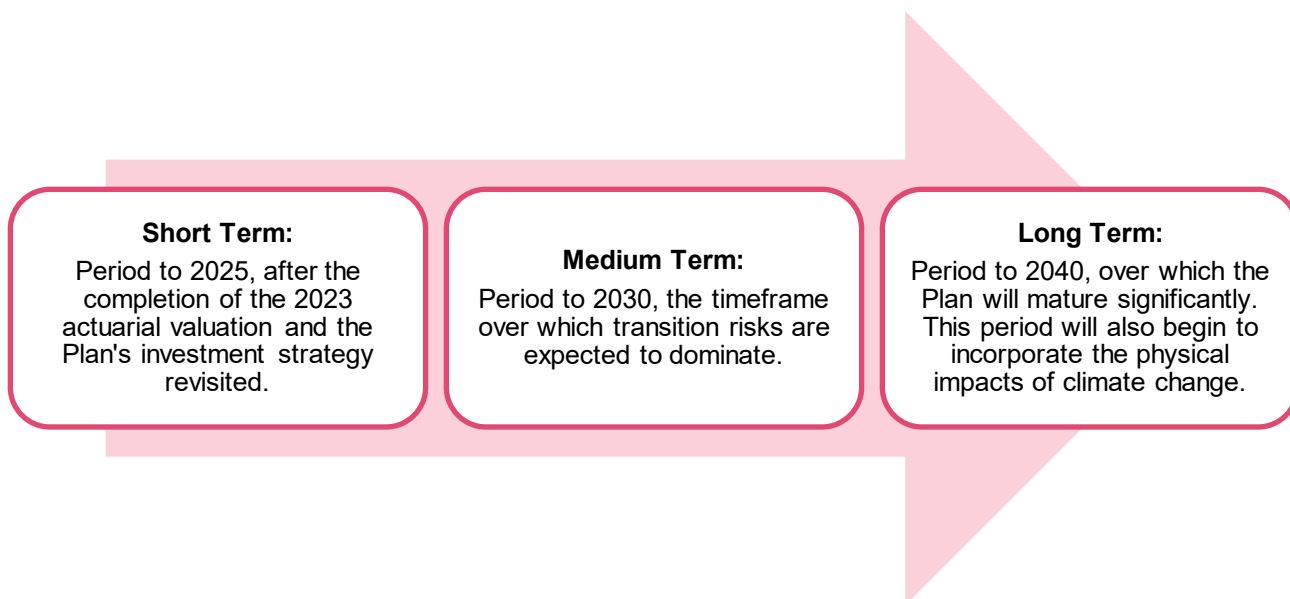 Short Term:
Period to 2025, after the
completion of the 2023
actuarial valuation and the
Plan's investment strategy
revisited.
Medium Term:
Period to 2030, the timeframe
over which transition risks are
expected to dominate.
Long Term:
Period to 2040, over which the
Plan will mature significantly.
This period will also begin to
incorporate the physical
impacts of climate change.